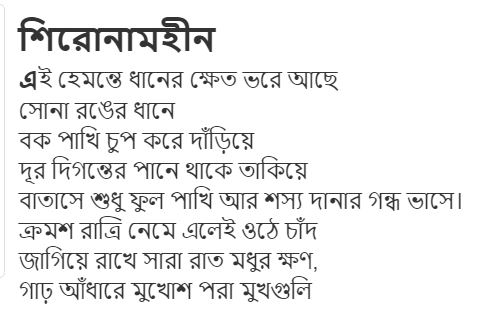 শিরোনামহীন
এই হেমন্তে ধানের ক্ষেত ভরে আছে
সোনা রঙের ধানে
বক পাখি চুপ করে দাঁড়িয়ে
দূর দিগন্তের পানে থাকে তাকিয়ে
বাতাসে শুধু ফুল পাখি আর শস্য দানার গন্ধ ভাসে।
ক্রমশ রাত্রি নেমে এলেই ওঠে চাঁদ
জাগিয়ে রাখে সারা রাত মধুর ক্ষণ,
গাঢ় আঁধারে মুখোশ পরা মুখগুলি